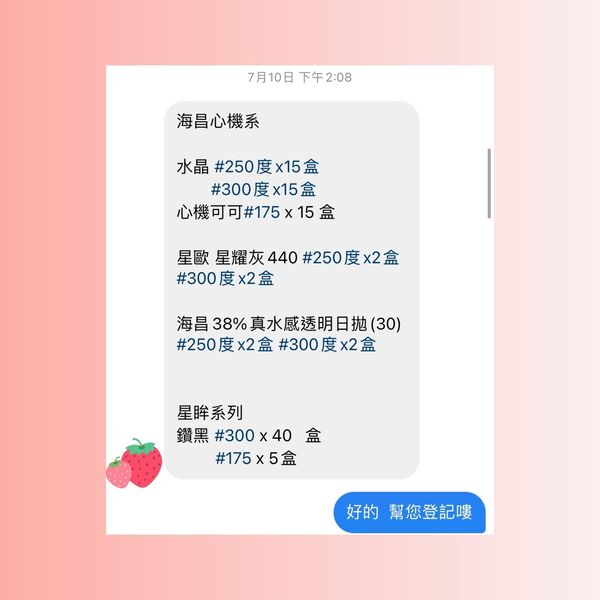 7月10日 下午2:08
海昌心機系
水晶 #250度x15盒
#300度x15盒
心機可可#175 x 15 盒
星歐 星耀灰440 #250度x2盒
#300度x2盒
海昌38%真水感透明日拋(30)
#250度x2盒 #300度x2盒
星眸系列
鑽黑 #300 x 40 盒
#175 x 5盒
好的 幫您登記嘍